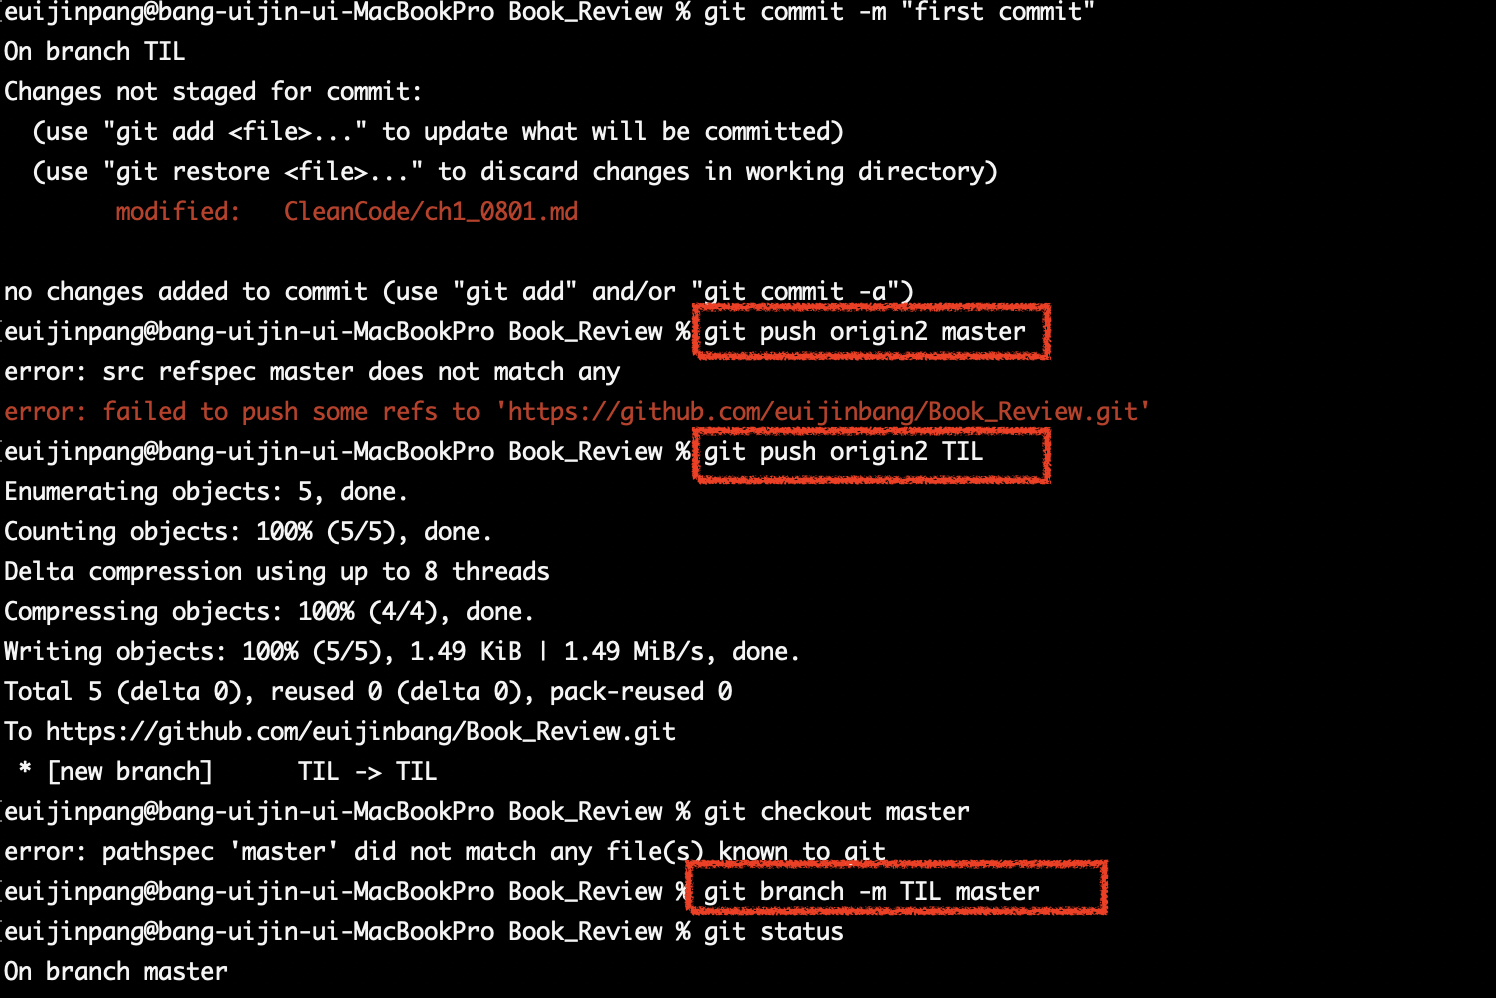 euijinpang@bang-uijin-ui-MacBookPro Book_Review % git commit -m "first commit"
On branch TIL
Changes not staged for commit:
  (use "git add <file>..." to update what will be committed)
  (use "git restore <file>..." to discard changes in working directory)
        modified:   CleanCode/ch1_0801.md

no changes added to commit (use "git add" and/or "git commit -a")
euijinpang@bang-uijin-ui-MacBookPro Book_Review % git push origin2 master
error: src refspec master does not match any
error: failed to push some refs to 'https://github.com/euijinbang/Book_Review.git'
euijinpang@bang-uijin-ui-MacBookPro Book_Review % git push origin2 TIL
Enumerating objects: 5, done.
Counting objects: 100% (5/5), done.
Delta compression using up to 8 threads
Compressing objects: 100% (4/4), done.
Writing objects: 100% (5/5), 1.49 KiB | 1.49 MiB/s, done.
Total 5 (delta 0), reused 0 (delta 0), pack-reused 0
To https://github.com/euijinbang/Book_Review.git
 * [new branch]      TIL -> TIL
euijinpang@bang-uijin-ui-MacBookPro Book_Review % git checkout master
error: pathspec 'master' did not match any file(s) known to git
euijinpang@bang-uijin-ui-MacBookPro Book_Review % git branch -m TIL master
euijinpang@bang-uijin-ui-MacBookPro Book_Review % git status
On branch master